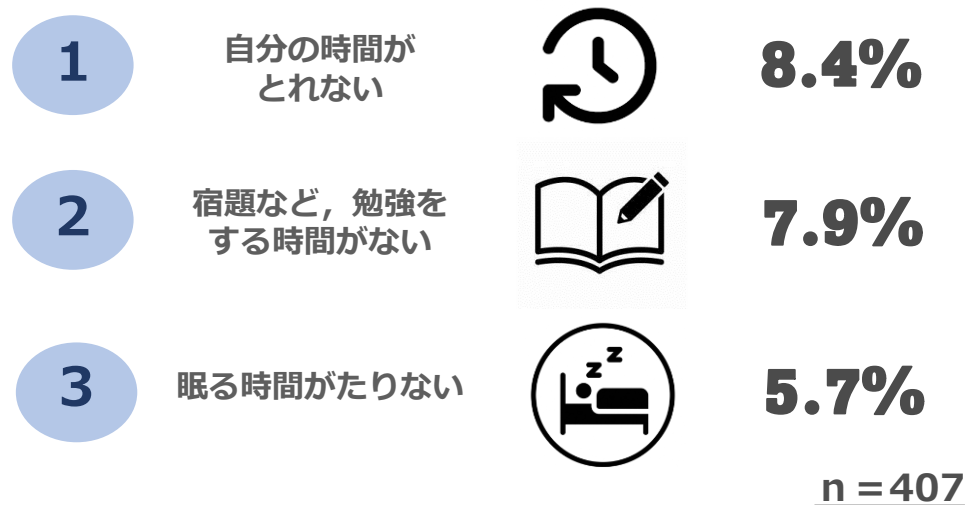 1
自分の時間が
とれない
8.4%
2
宿題など，勉強を
する時間がない
7.9%
3
眠る時間がたりない
z z
5.7%
n＝407